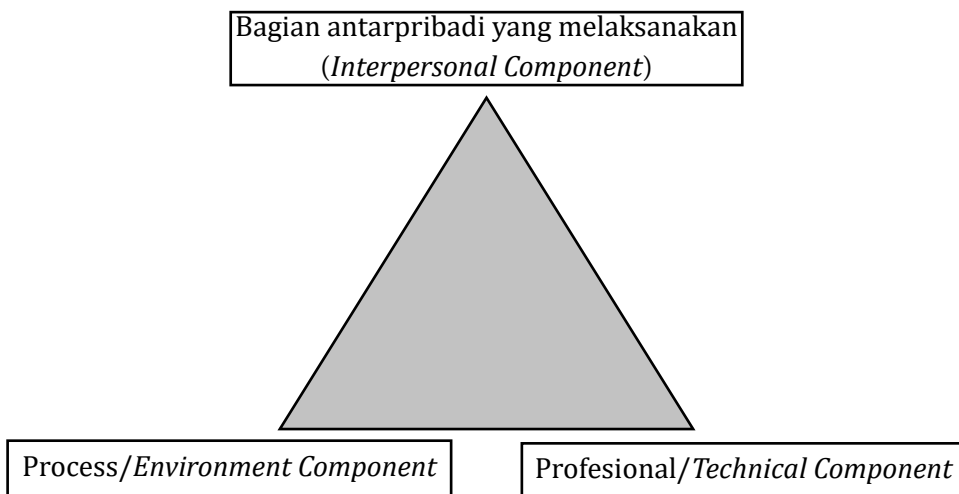 Bagian antarpribadi yang melaksanakan
(Interpersonal Component)
Process/Environment Component
Profesional/Technical Component